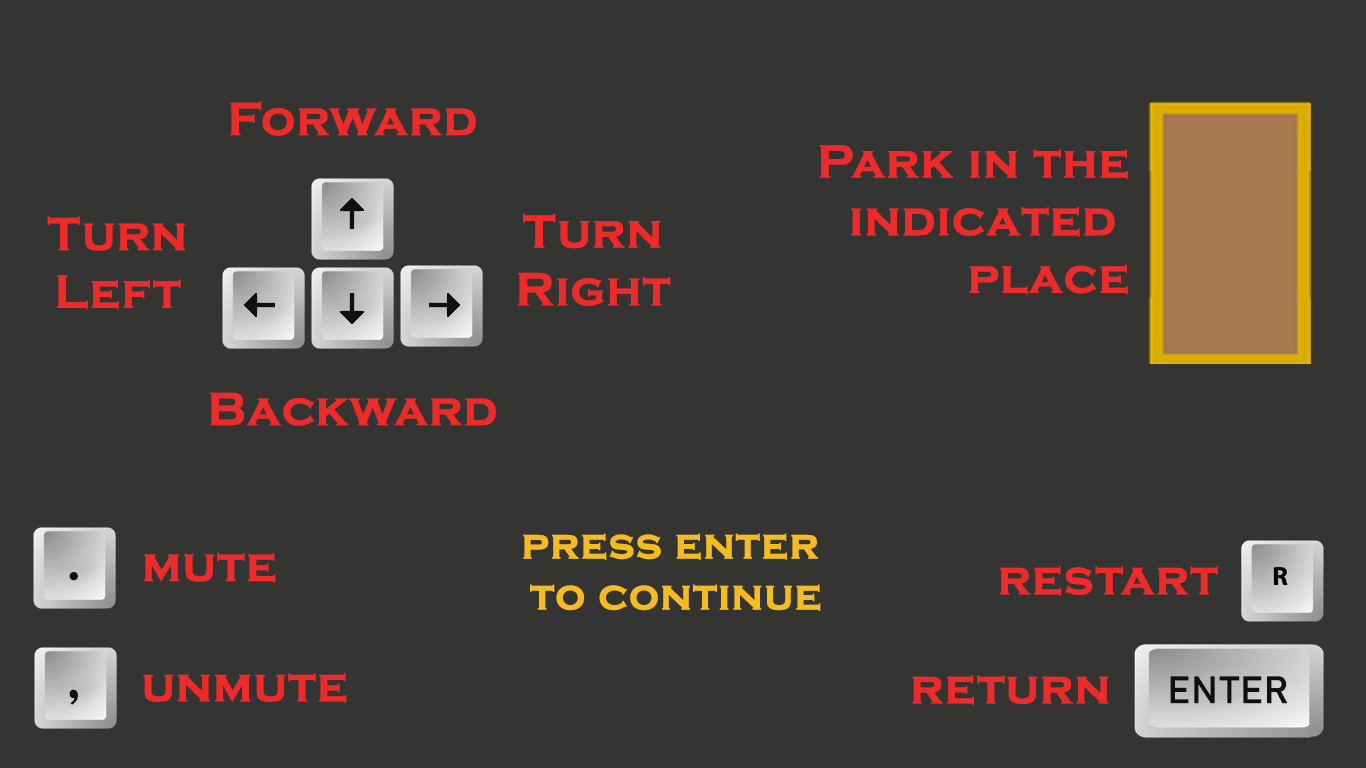 Forward
Turn
Left
↑
← ↓ →
Turn
Right
Backward
Park in the
indicated
place
. MUTE
, UNMUTE
PRESS ENTER
TO CONTINUE
RESTART R
RETURN ENTER